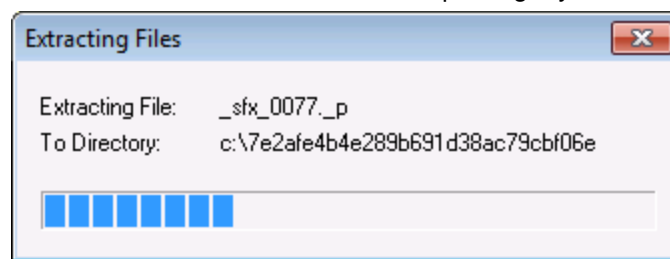 Extracting Files
Extracting File: _sfx_0077._p
To Directory: c:\7e2afe4b4e289b691d38ac79cbf06e